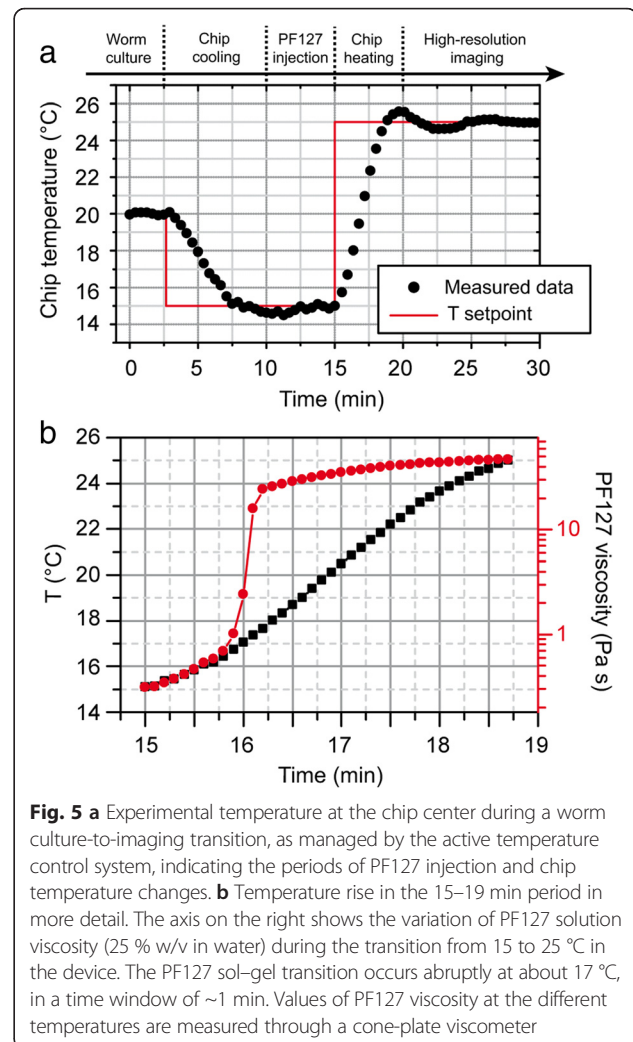 Worm culture Chip cooling PF127 injection Chip heating High-resolution imaging
a
26
24
22
20
18
16
14
Chip temperature (°C)
Measured data
T setpoint
0 5 10 15 20 25 30
Time (min)
b
26
24
22
20
18
16
14
T (°C)
10
1
PF127 viscosity (Pa s)
15 16 17 18 19
Time (min)
Fig. 5 a Experimental temperature at the chip center during a worm
culture-to-imaging transition, as managed by the active temperature
control system, indicating the periods of PF127 injection and chip
temperature changes. b Temperature rise in the 15–19 min period in
more detail. The axis on the right shows the variation of PF127 solution
viscosity (25 % w/v in water) during the transition from 15 to 25 °C in
the device. The PF127 sol–gel transition occurs abruptly at about 17 °C,
in a time window of ~1 min. Values of PF127 viscosity at the different
temperatures are measured through a cone-plate viscometer